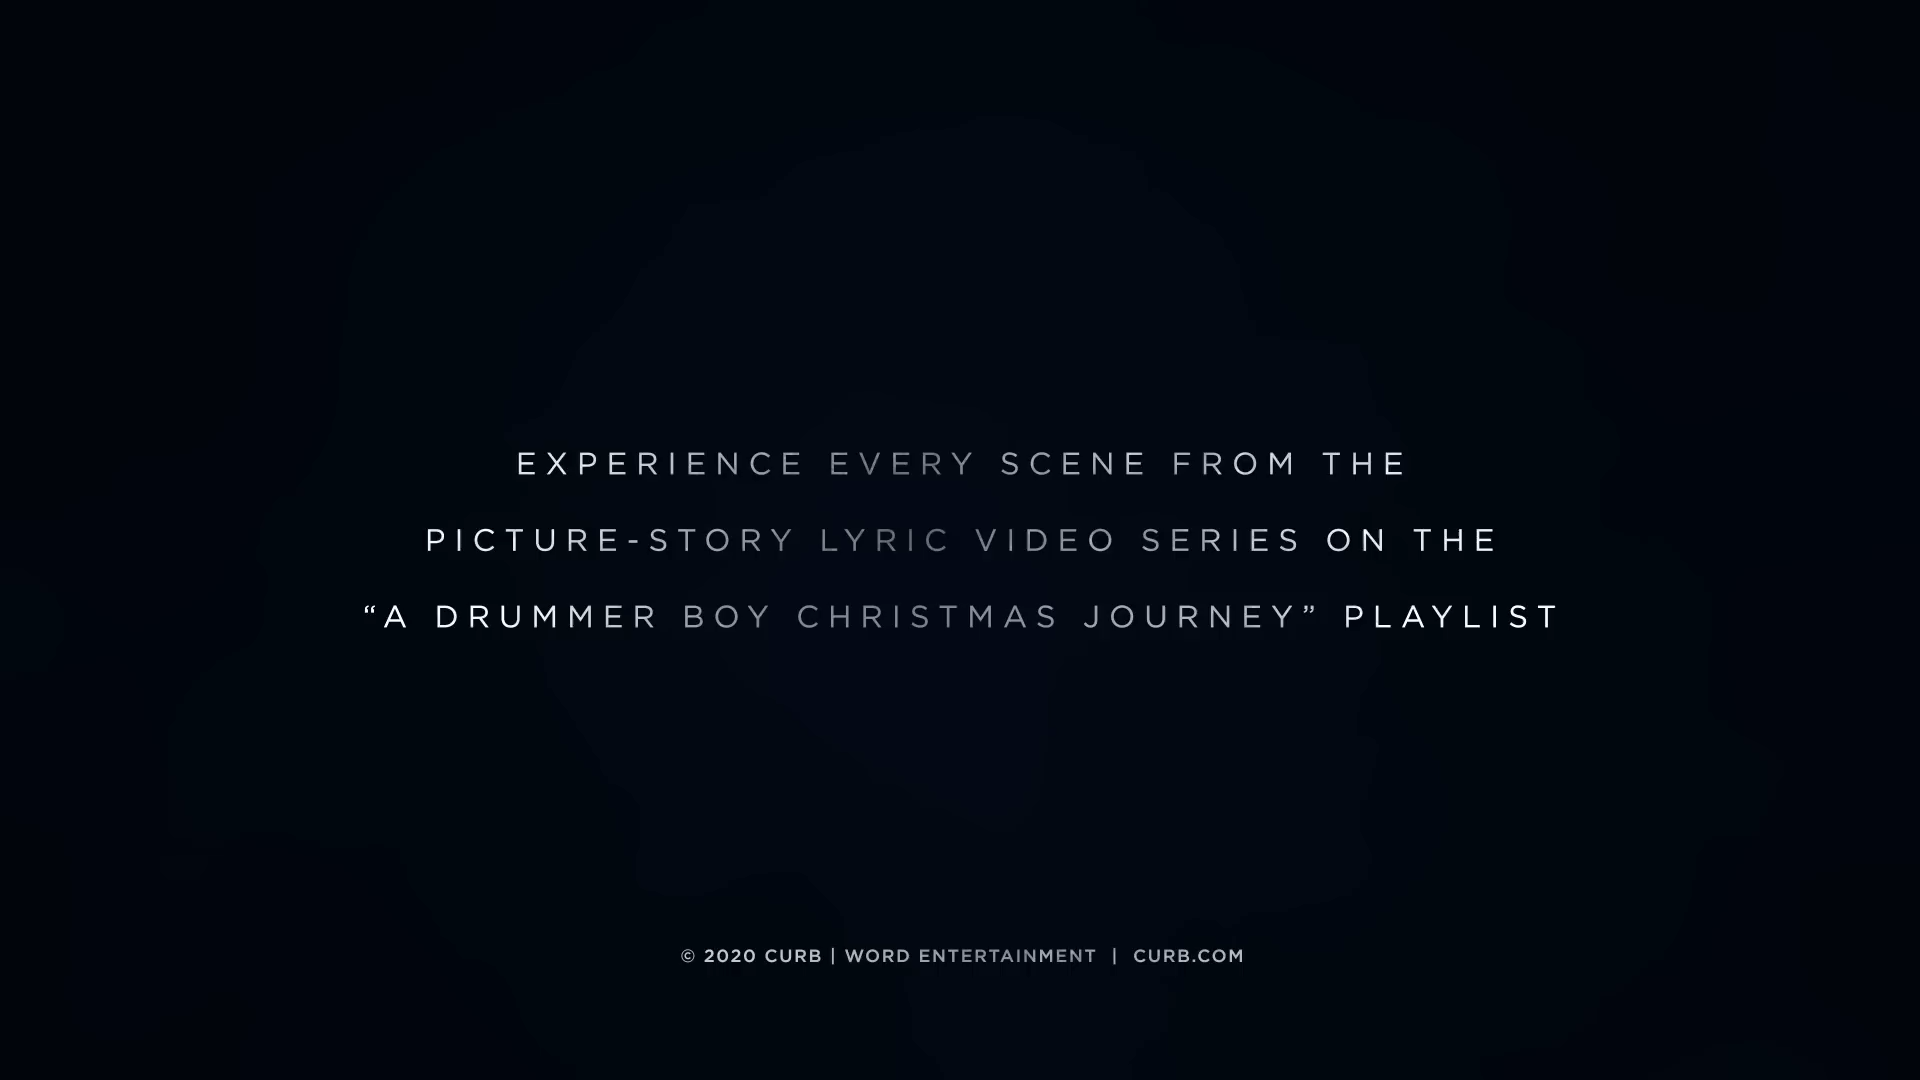 EXPERIENCE EVERY SCENE FROM THE
PICTURE-STORY LYRIC VIDEO SERIES ON THE
“A DRUMMER BOY CHRISTMAS JOURNEY” PLAYLIST
© 2020 CURB | WORD ENTERTAINMENT | CURB.COM